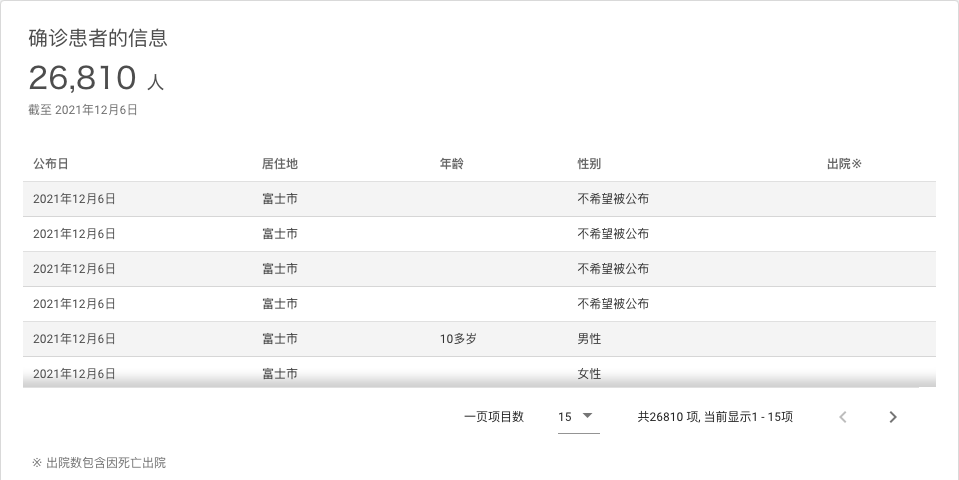 确诊患者的信息
26,810 人
截至 2021年12月6日
公布日 居住地 年龄 性别 出院※
2021年12月6日 富士市 不希望被公布
2021年12月6日 富士市 不希望被公布
2021年12月6日 富士市 不希望被公布
2021年12月6日 富士市 不希望被公布
2021年12月6日 富士市 10多岁 男性
2021年12月6日 富士市 女性
一页项目数 15 共26810 项, 当前显示1 - 15项
※ 出院数包含因死亡出院